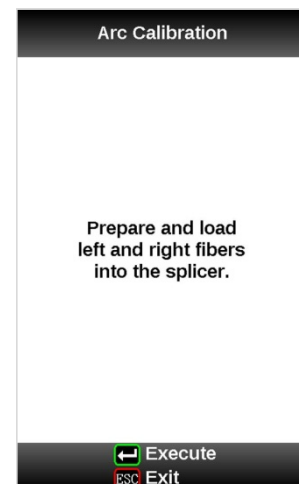 Arc Calibration
Prepare and load
left and right fibers
into the splicer.
Execute
ESC Exit